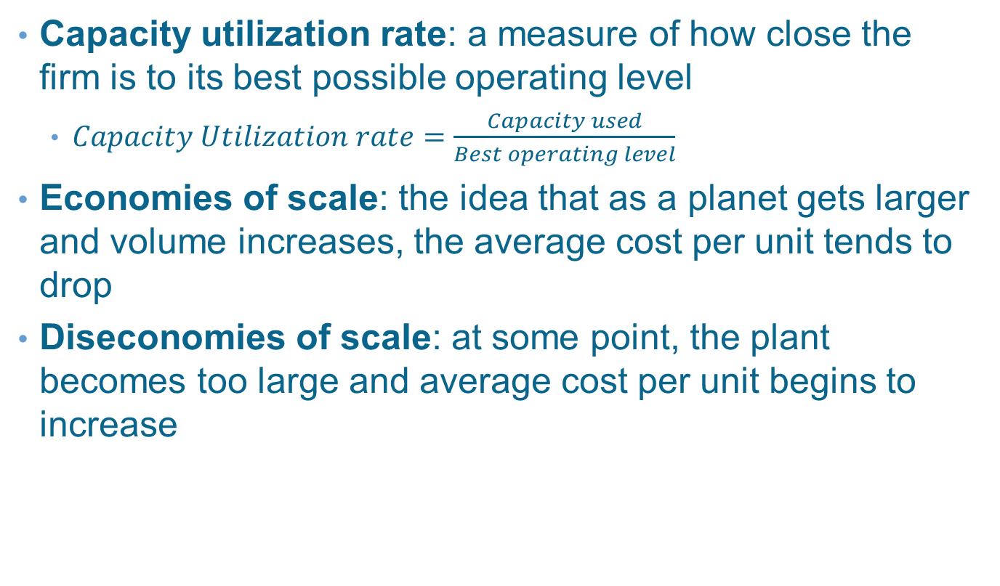 • Capacity utilization rate: a measure of how close the
firm is to its best possible operating level
• Capacity Utilization rate = Capacity used / Best operating level
• Economies of scale: the idea that as a planet gets larger
and volume increases, the average cost per unit tends to
drop
• Diseconomies of scale: at some point, the plant
becomes too large and average cost per unit begins to
increase